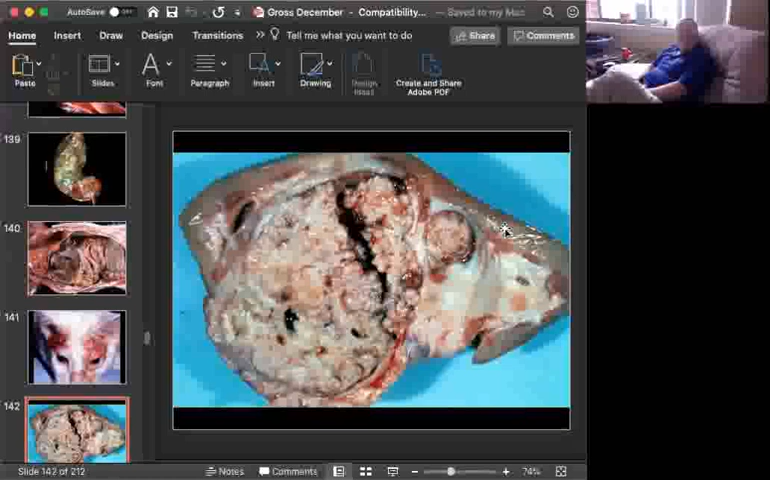 AutoSave OFF Gross December - Compatibility... — Saved to my Mac
Home Insert Draw Design Transitions Tell me what you want to do Share Comments
Paste Slides Font Paragraph Insert Drawing Design Ideas Create and Share Adobe PDF
139
140
141
142
Slide 142 of 212 Notes Comments 74%